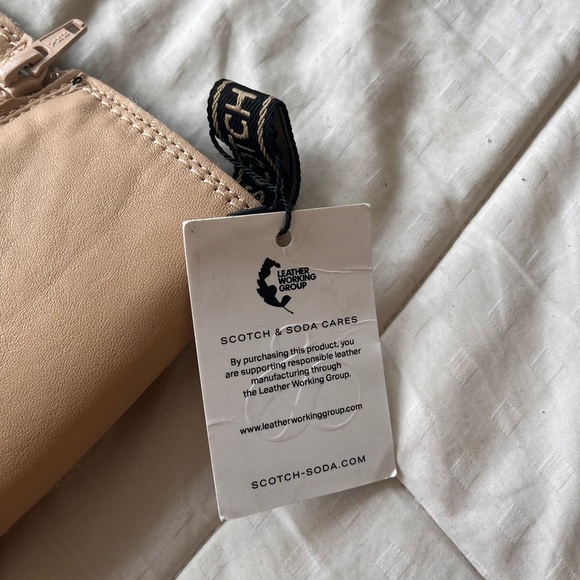 SCOTCH
LEATHER
WORKING
GROUP
SCOTCH & SODA CARES
By purchasing this product, you
are supporting responsible leather
manufacturing through
the Leather Working Group.
www.leatherworkinggroup.com
SCOTCH-SODA.COM